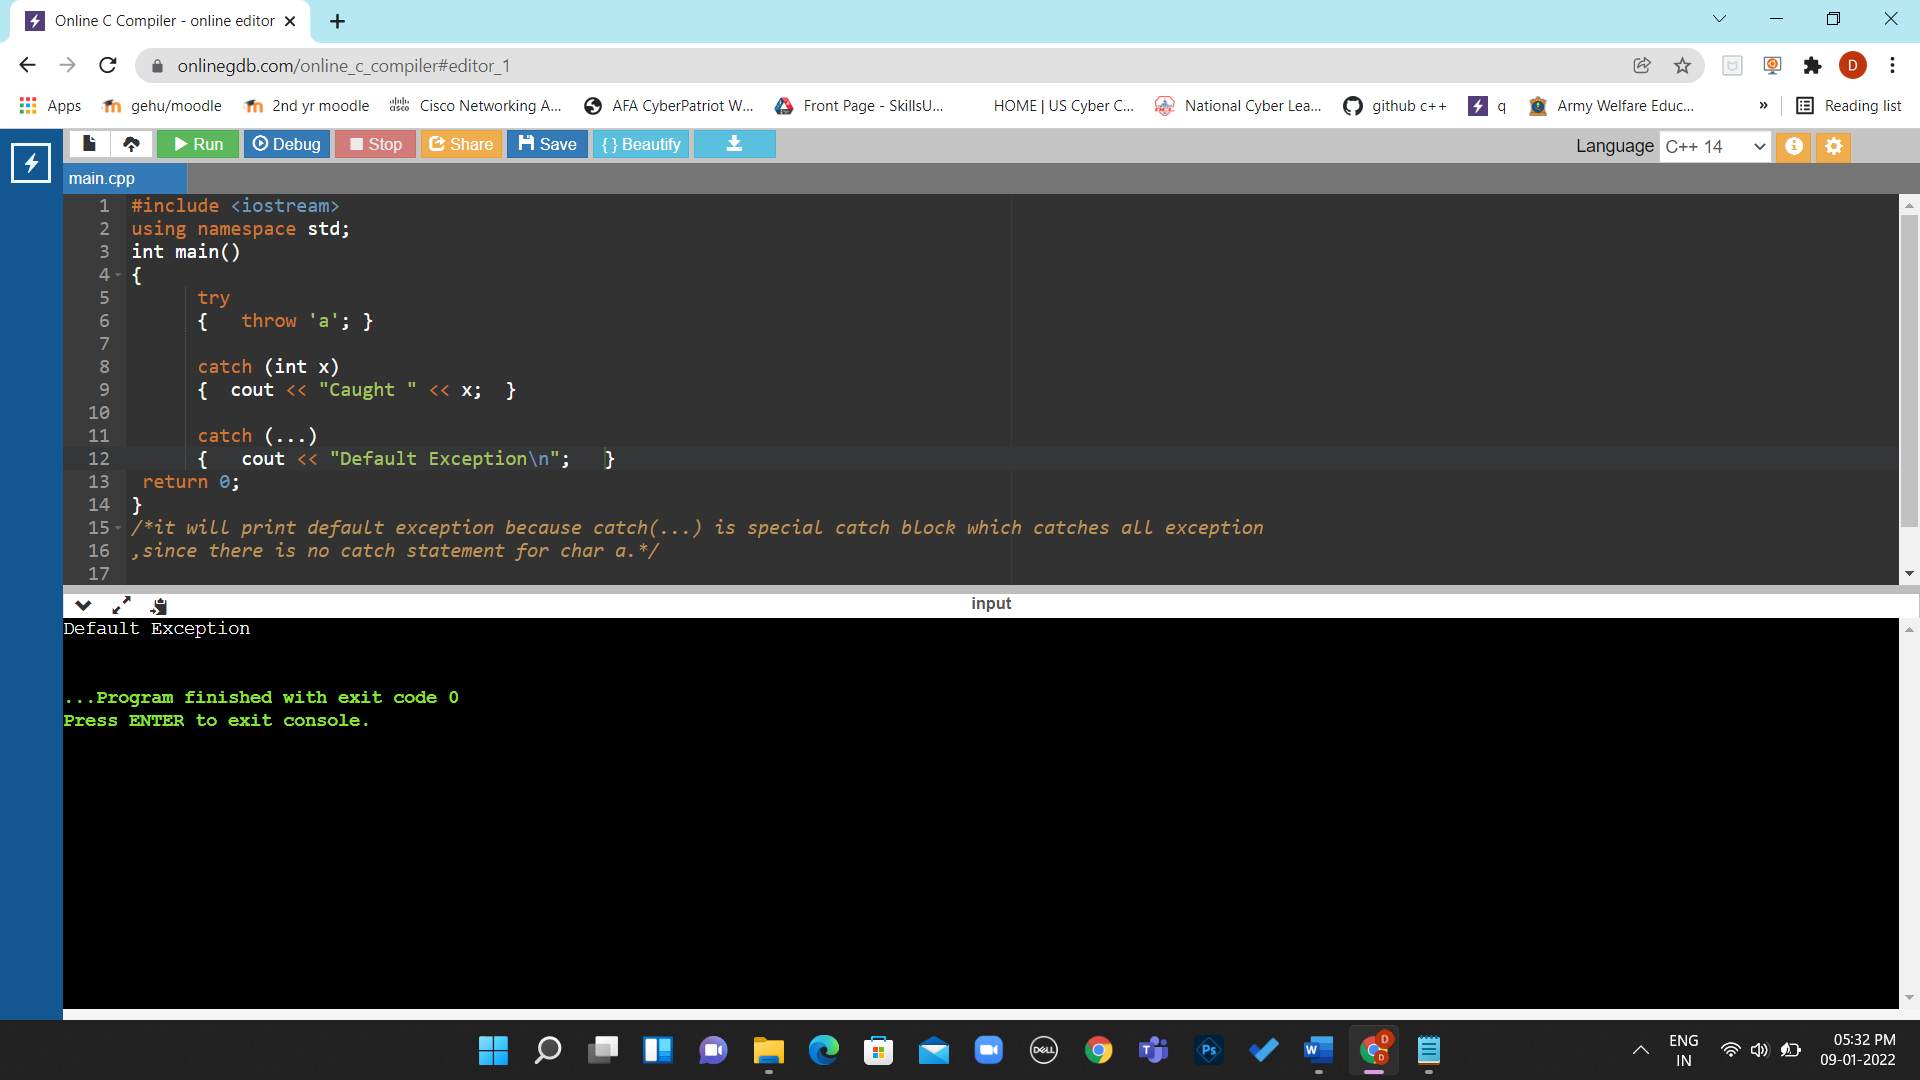 Online C Compiler - online editor
onlinegdb.com/online_c_compiler#editor_1
D
Apps gehu/moodle 2nd yr moodle Cisco Networking A... AFA CyberPatriot W... Front Page - SkillsU... HOME | US Cyber C... National Cyber Lea... github c++ q Army Welfare Educ... » Reading list
Run Debug Stop Share Save {} Beautify Language C++ 14
main.cpp
1 #include <iostream>
2 using namespace std;
3 int main()
4 {
5 try
6 { throw 'a'; }
7
8 catch (int x)
9 { cout << "Caught " << x; }
10
11 catch (...)
12 { cout << "Default Exception\n"; }
13 return 0;
14 }
15 /*it will print default exception because catch(...) is special catch block which catches all exception
16 ,since there is no catch statement for char a.*/
17
input
Default Exception
...Program finished with exit code 0
Press ENTER to exit console.
DELL
T
Ps
W
D
D
ENG
IN
05:32 PM
09-01-2022